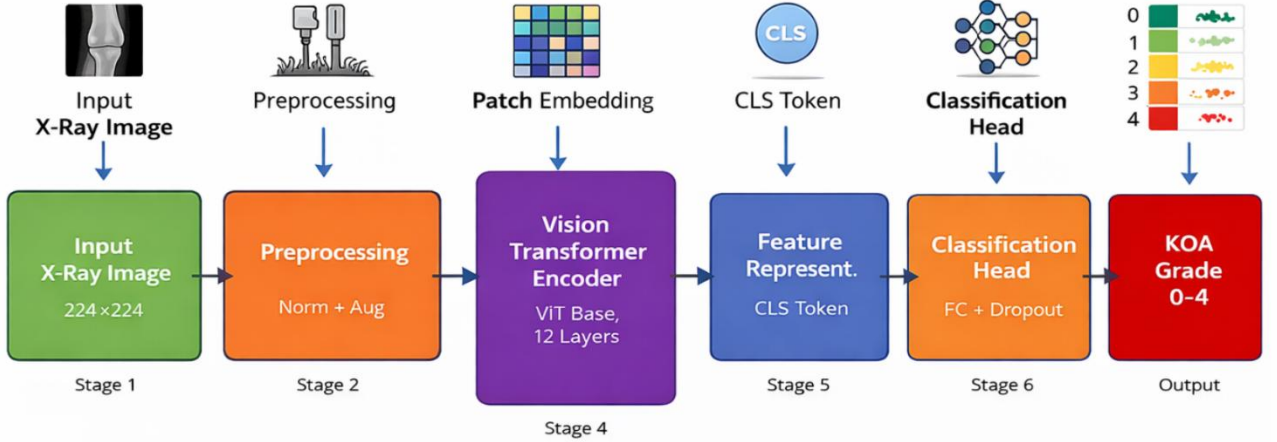 Input
X-Ray Image
Preprocessing
Patch Embedding
CLS
CLS Token
Classification
Head
0
1
2
3
4
Input
X-Ray Image
224×224
Preprocessing
Norm + Aug
Vision
Transformer
Encoder
ViT Base,
12 Layers
Feature
Represent.
CLS Token
Classification
Head
FC + Dropout
KOA
Grade
0-4
Stage 1
Stage 2
Stage 4
Stage 5
Stage 6
Output